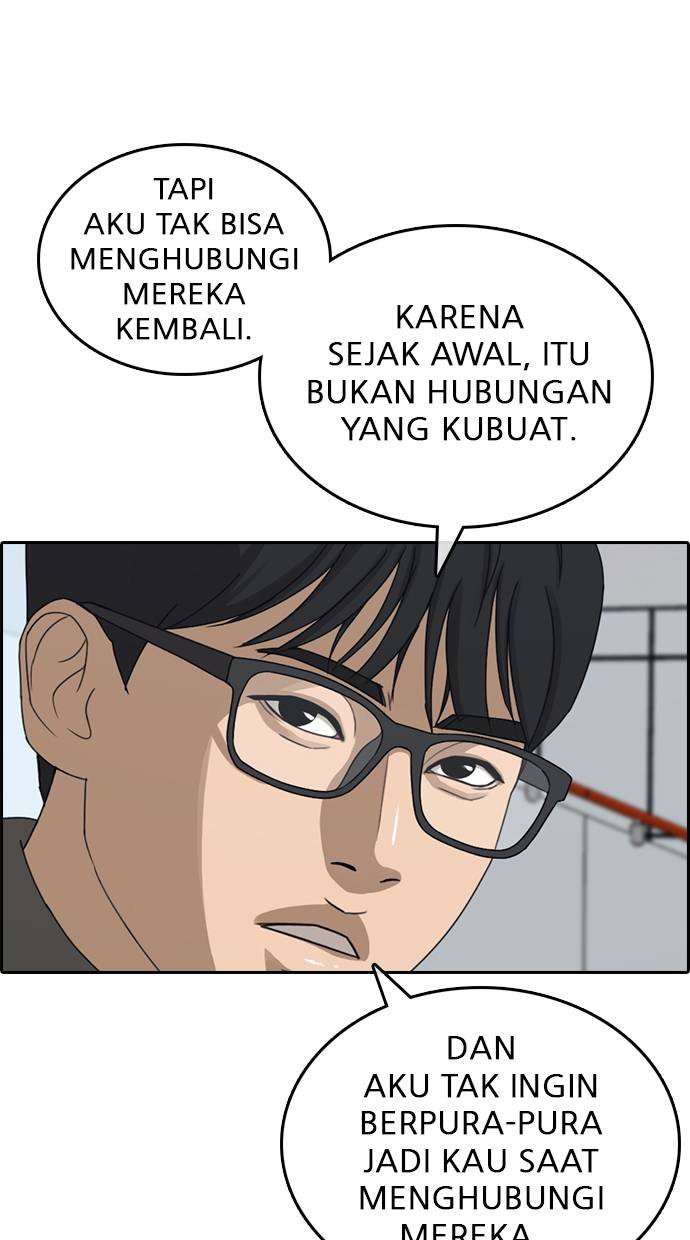 TAPI
AKU TAK BISA
MENGHUBUNGI
MEREKA
KEMBALI.
KARENA
SEJAK AWAL, ITU
BUKAN HUBUNGAN
YANG KUBUAT.
DAN
AKU TAK INGIN
BERPURA-PURA
JADI KAU SAAT
MENGHUBUNGI
MEREKA